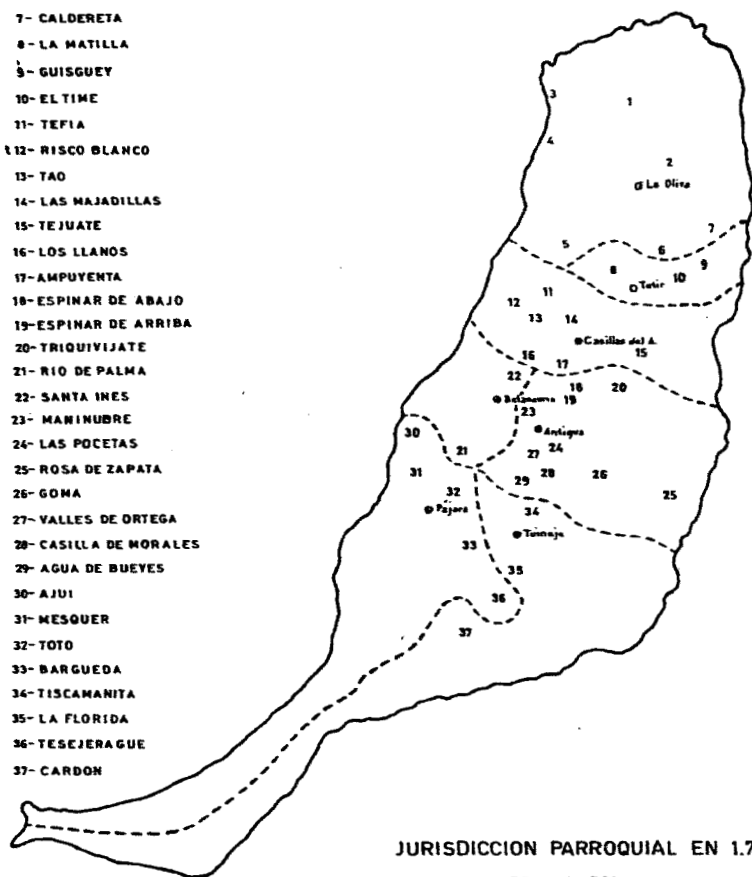 7- CALDERETA
8- LA MATILLA
9- GUISGUEY
10- EL TIME
11- TEFIA
12- RISCO BLANCO
13- TAO
14- LAS MAJADILLAS
15- TEJUATE
16- LOS LLANOS
17- AMPUYENTA
18- ESPINAR DE ABAJO
19- ESPINAR DE ARRIBA
20- TRIQUIVIJATE
21- RIO DE PALMA
22- SANTA INES
23- MANINUBRE
24- LAS POCETAS
25- ROSA DE ZAPATA
26- GOMA
27- VALLES DE ORTEGA
28- CASILLA DE MORALES
29- AGUA DE BUEYES
30- AJUI
31- MESQUER
32- TOTO
33- BARGUEDA
34- TISCAMANITA
35- LA FLORIDA
36- TESEJERAGUE
37- CARDON
3
1
4
2
La Oliva
7
5
6
8
10
9
Tetir
11
12
13
14
Casillas del A.
15
16
17
22
18
20
19
Betancuria
23
Antigua
30
21
27
24
31
32
29
28
26
25
34
Pájara
Tuineje
33
35
36
37
JURISDICCION PARROQUIAL EN 1.7